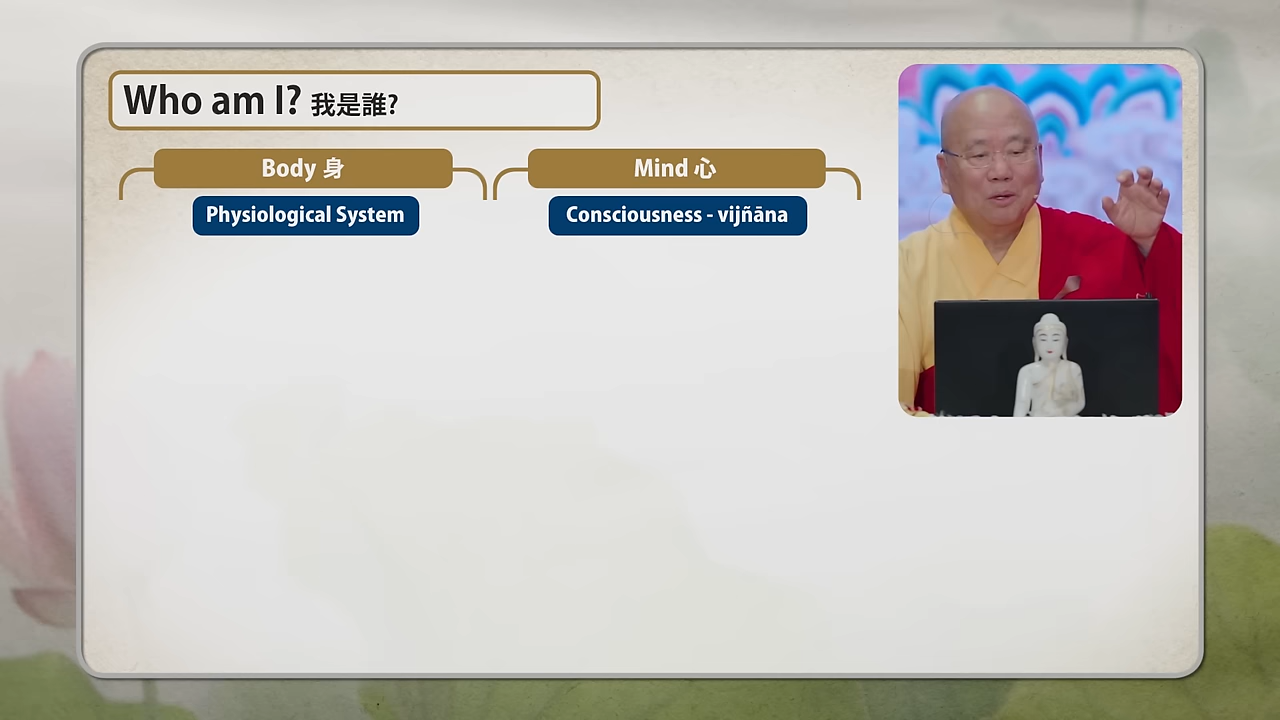 Who am I? 我是誰?
Body 身
Mind 心
Physiological System
Consciousness - vijñāna